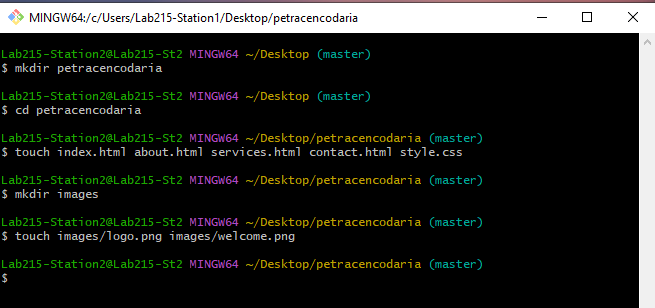 MINGW64:/c/Users/Lab215-Station1/Desktop/petracencodaria
Lab215-Station2@Lab215-St2 MINGW64 ~/Desktop (master)
$ mkdir petracencodaria
Lab215-Station2@Lab215-St2 MINGW64 ~/Desktop (master)
$ cd petracencodaria
Lab215-Station2@Lab215-St2 MINGW64 ~/Desktop/petracencodaria (master)
$ touch index.html about.html services.html contact.html style.css
Lab215-Station2@Lab215-St2 MINGW64 ~/Desktop/petracencodaria (master)
$ mkdir images
Lab215-Station2@Lab215-St2 MINGW64 ~/Desktop/petracencodaria (master)
$ touch images/logo.png images/welcome.png
Lab215-Station2@Lab215-St2 MINGW64 ~/Desktop/petracencodaria (master)
$